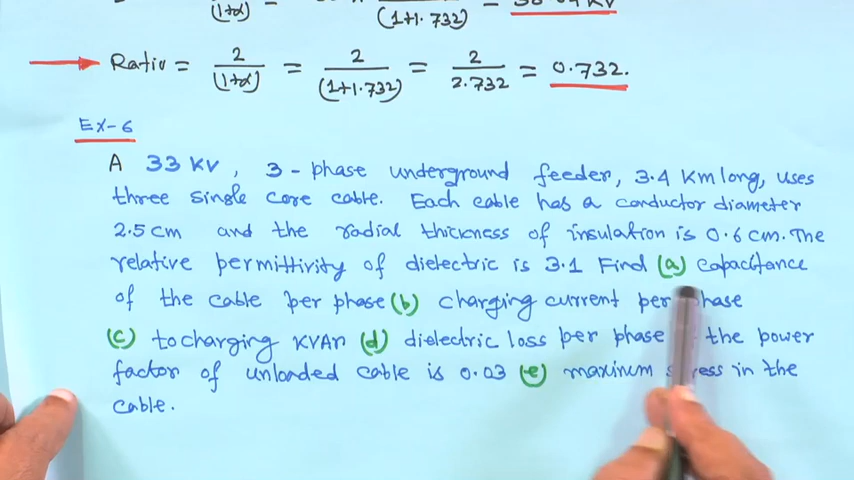 (1+α) (1+1.732)
Ratio = 2/(1+α) = 2/(1+1.732) = 2/2.732 = 0.732.
EX-6
A 33 KV, 3-phase underground feeder, 3.4 Km long, uses
three single core cable. Each cable has a conductor diameter
2.5 cm and the radial thickness of insulation is 0.6 cm. The
relative permittivity of dielectric is 3.1 Find (a) capacitance
of the cable per phase (b) charging current per phase
(c) to charging KVAr (d) dielectric loss per phase the power
factor of unloaded cable is 0.03 (e) maximum in the
cable.